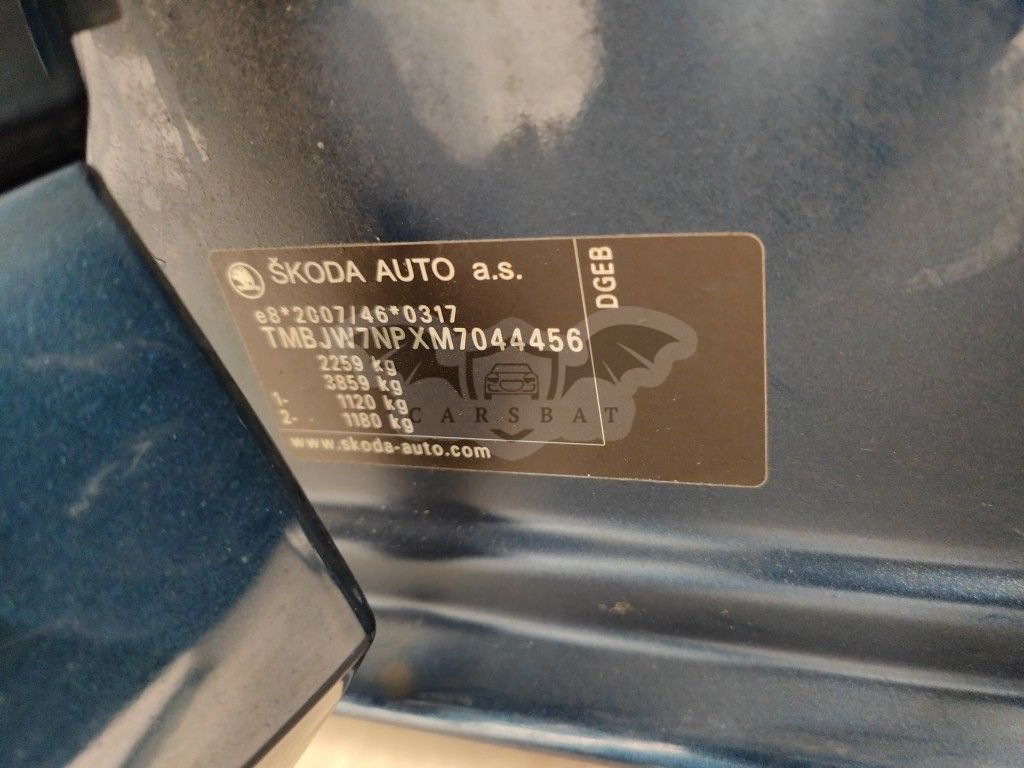 ŠKODA AUTO a.s.
DGEB
e8*2007/46*0317
TMBJW7NPXM7044456
2259 kg
3859 kg
1- 1120 kg
2- 1180 kg
www.skoda-auto.com
CARSBAT